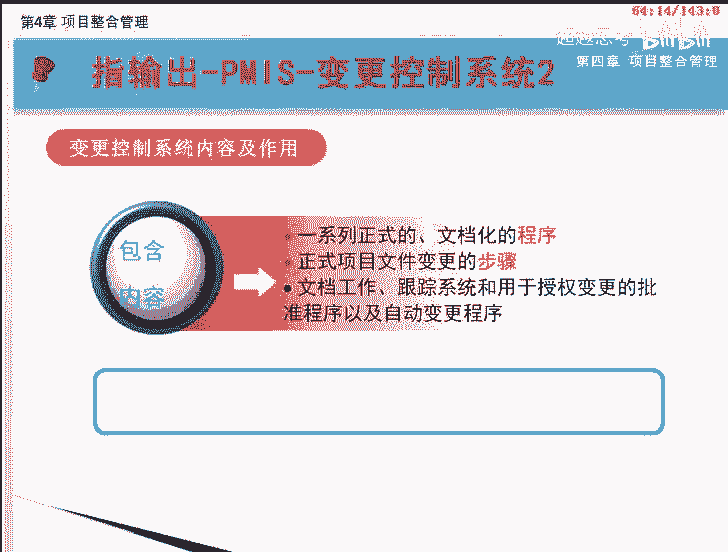 第4章 项目整合管理
64:14/143:0
BiliBili
指输出-PMIS-变更控制系统2
第四章 项目整合管理
变更控制系统内容及作用
包含
内容
一系列正式的、文档化的程序
正式项目文件变更的步骤
● 文档工作、跟踪系统和用于授权变更的批
准程序以及自动变更程序